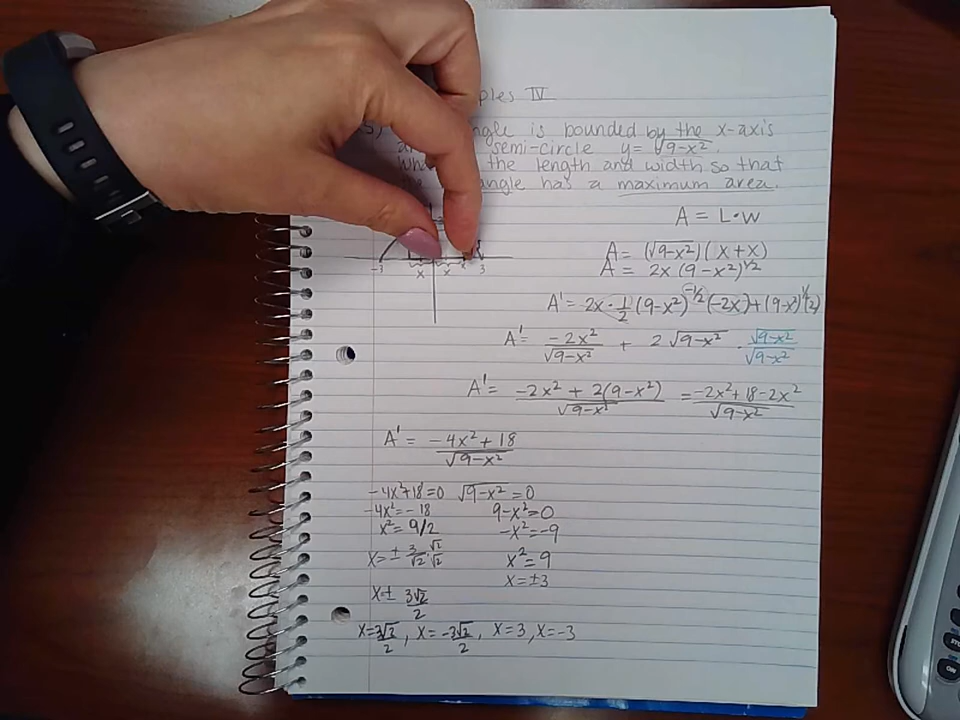 ples IV
5) ngle is bounded by the x-axis
semi-circle y = √9-x².
the length and width so that
angle has a maximum area.
A = L·W
A = (√9-x²)(x+x)
A = 2x(9-x²)^1/2
-3 x x 3
A' = 2x · 1/2 (9-x²)^-1/2 (-2x) + (9-x²)^1/2 (2)
A' = -2x²/√9-x² + 2√9-x² · √9-x²/√9-x²
A' = -2x² + 2(9-x²)/√9-x² = -2x²+18-2x²/√9-x²
A' = -4x²+18/√9-x²
-4x²+18=0 √9-x² = 0
-4x²=-18 9-x²=0
x²= 9/2 -x²=-9
x=± 3/√2 · √2/√2 x²=9
x=±3
x=± 3√2/2
x=3√2/2, x=-3√2/2, x=3, x=-3
ON